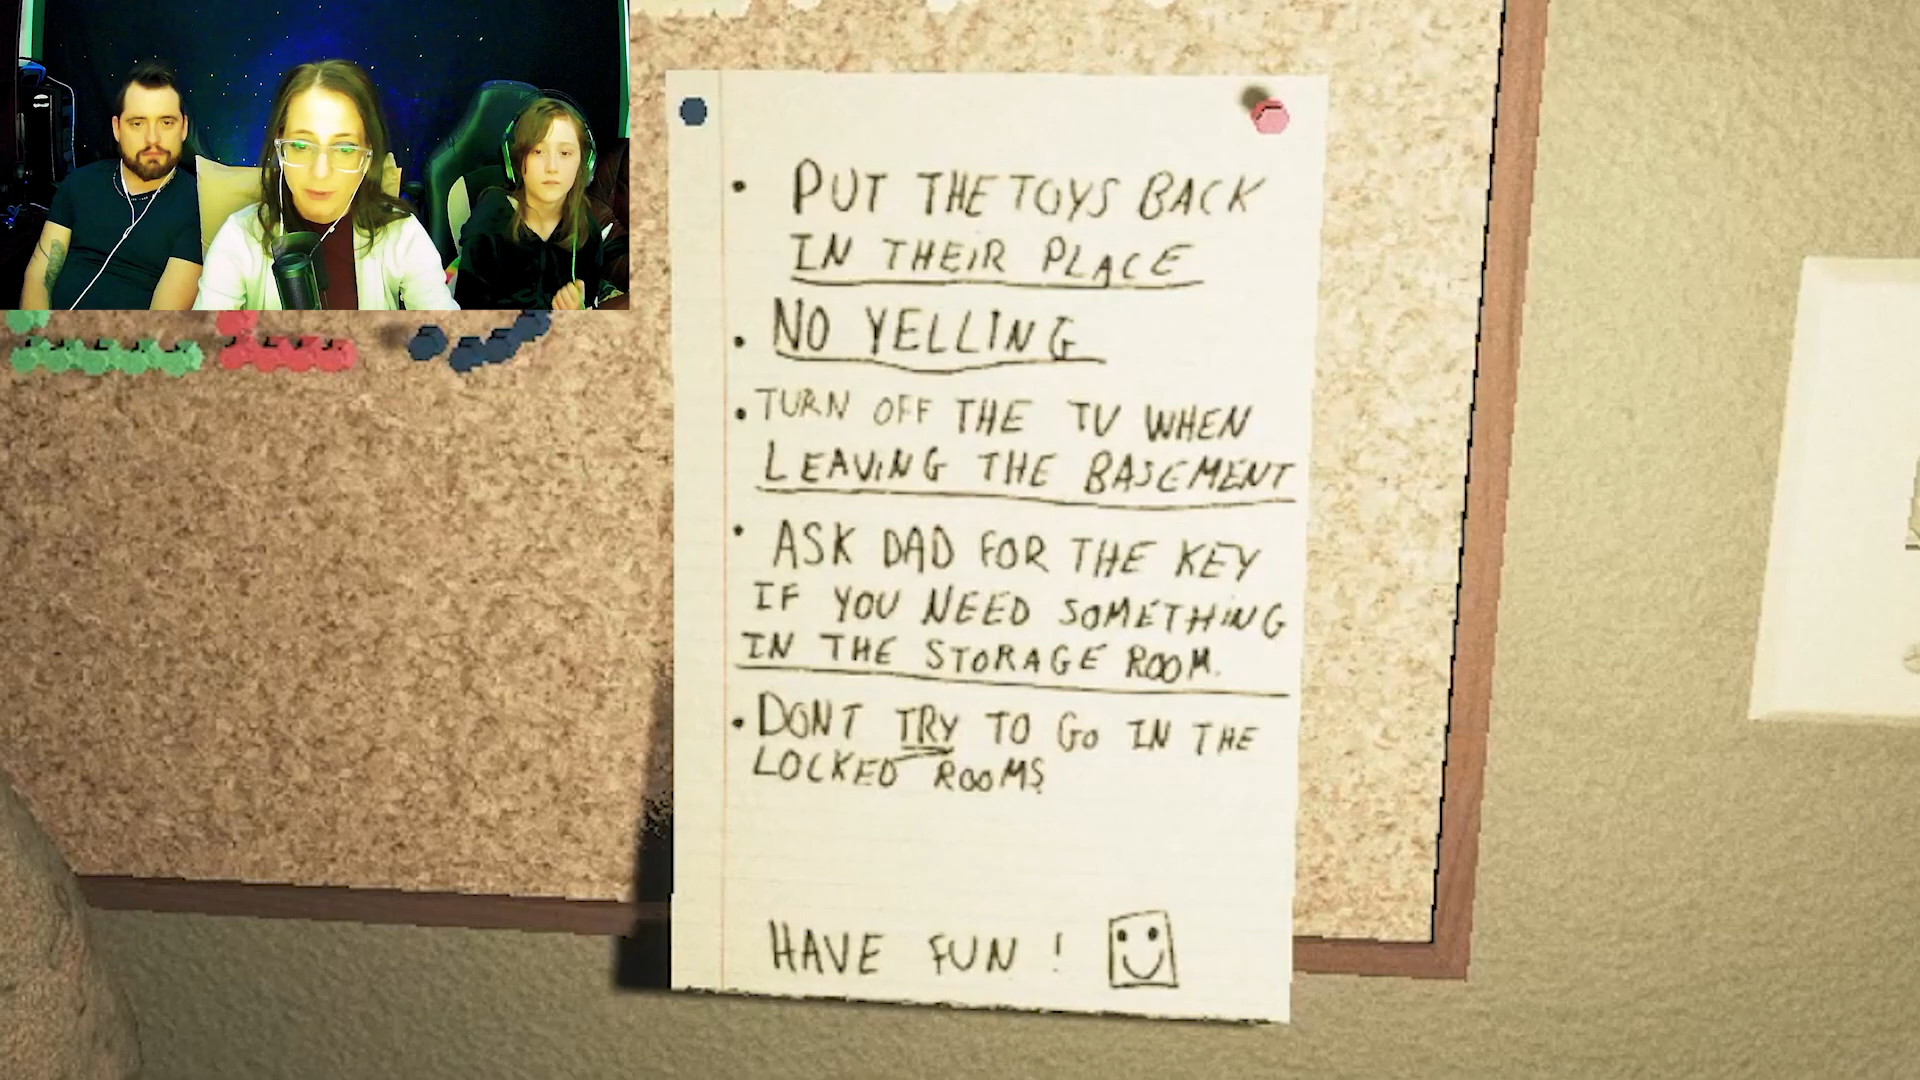 • PUT THE TOYS BACK
IN THEIR PLACE
• NO YELLING
• TURN OFF THE TV WHEN
LEAVING THE BASEMENT
• ASK DAD FOR THE KEY
IF YOU NEED SOMETHING
IN THE STORAGE ROOM.
• DONT TRY TO GO IN THE
LOCKED ROOMS
HAVE FUN !